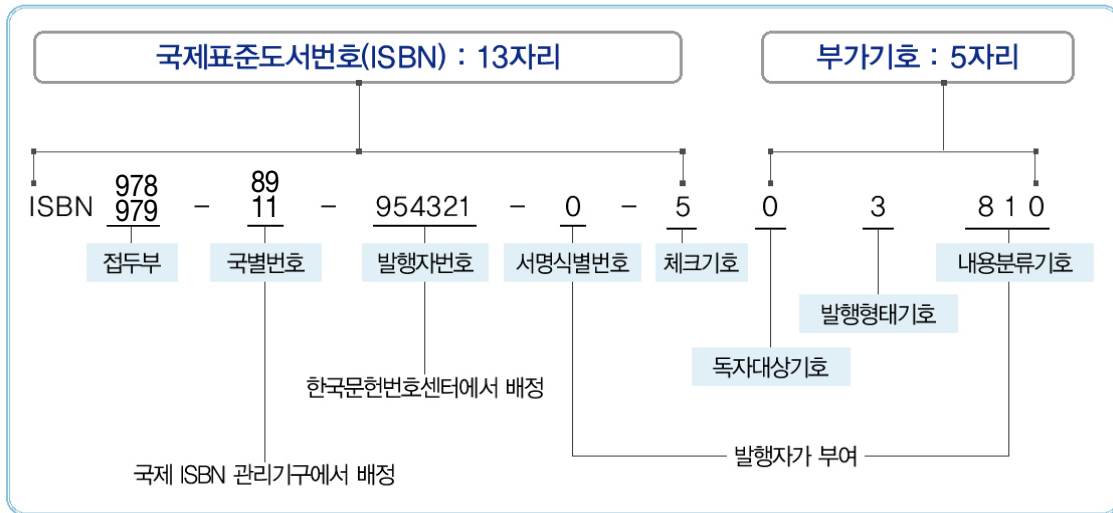 국제표준도서번호(ISBN) : 13자리
부가기호 : 5자리
978 89
ISBN 979 - 11 - 954321 - 0 - 5 0 3 8 1 0
접두부 국별번호 발행자번호 서명식별번호 체크기호 내용분류기호
발행형태기호
독자대상기호
한국문헌번호센터에서 배정
발행자가 부여
국제 ISBN 관리기구에서 배정